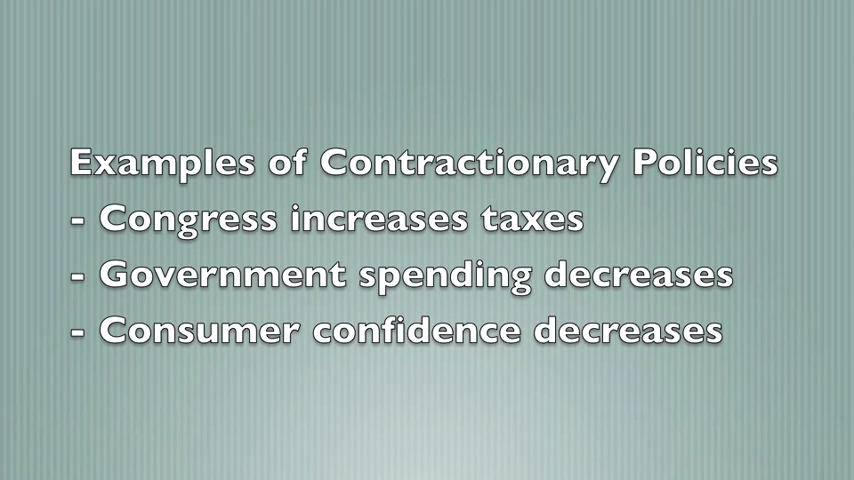 Examples of Contractionary Policies
- Congress increases taxes
- Government spending decreases
- Consumer confidence decreases